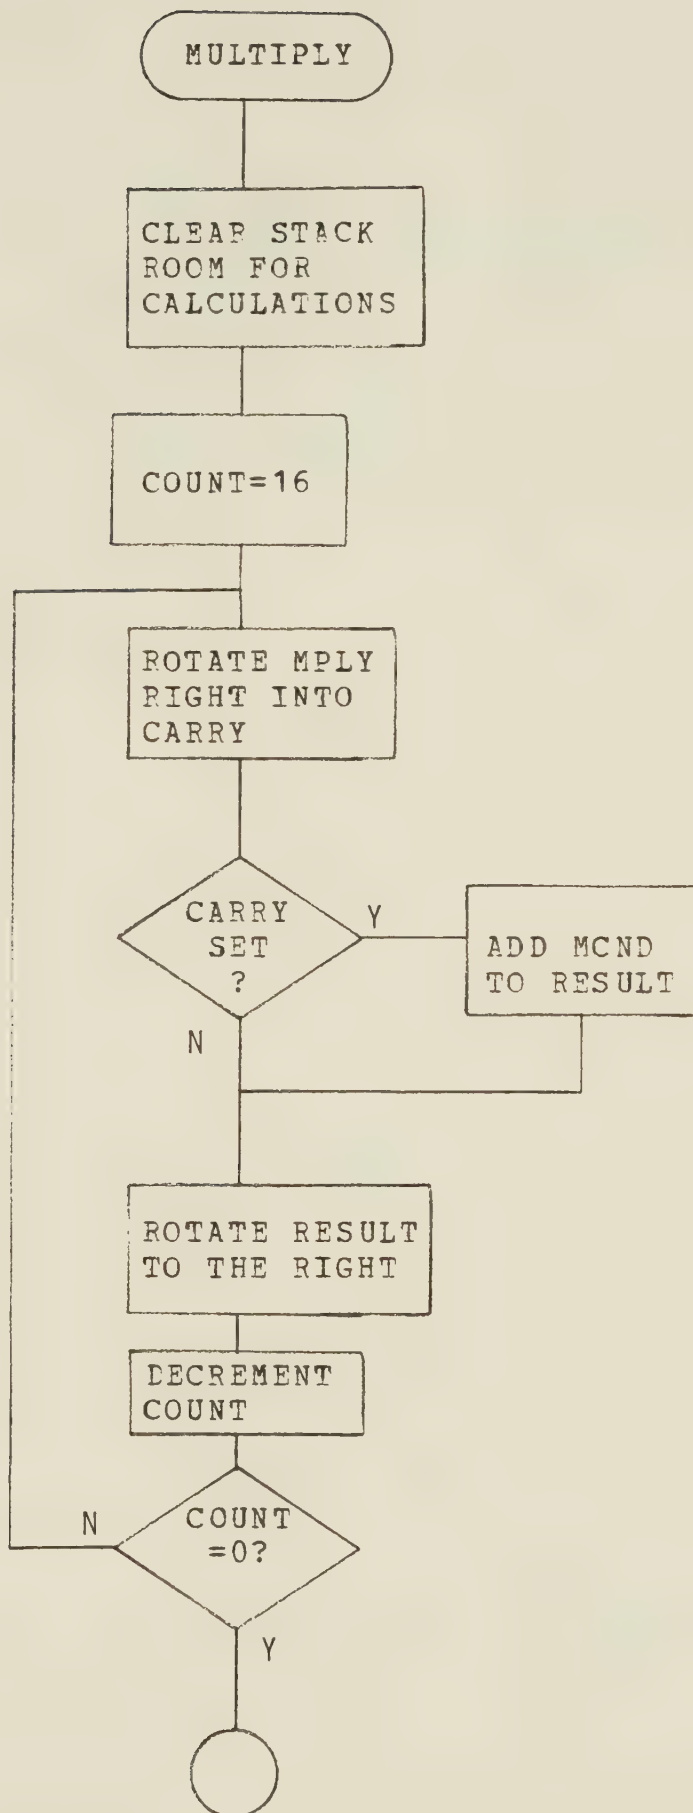 MULTIPLY
CLEAR STACK
ROOM FOR
CALCULATIONS
COUNT=16
ROTATE MPLY
RIGHT INTO
CARRY
CARRY
SET
?
Y
ADD MCND
TO RESULT
N
ROTATE RESULT
TO THE RIGHT
DECREMENT
COUNT
N
COUNT
=0?
Y